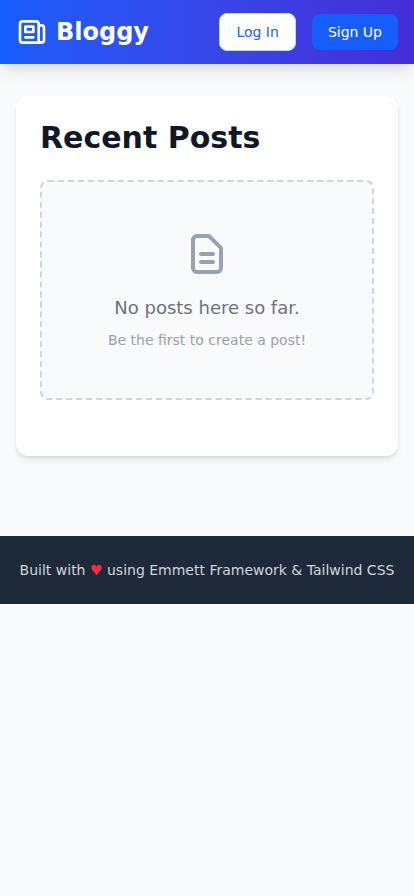 Bloggy
Log In
Sign Up
Recent Posts
No posts here so far.
Be the first to create a post!
Built with ♥ using Emmett Framework & Tailwind CSS